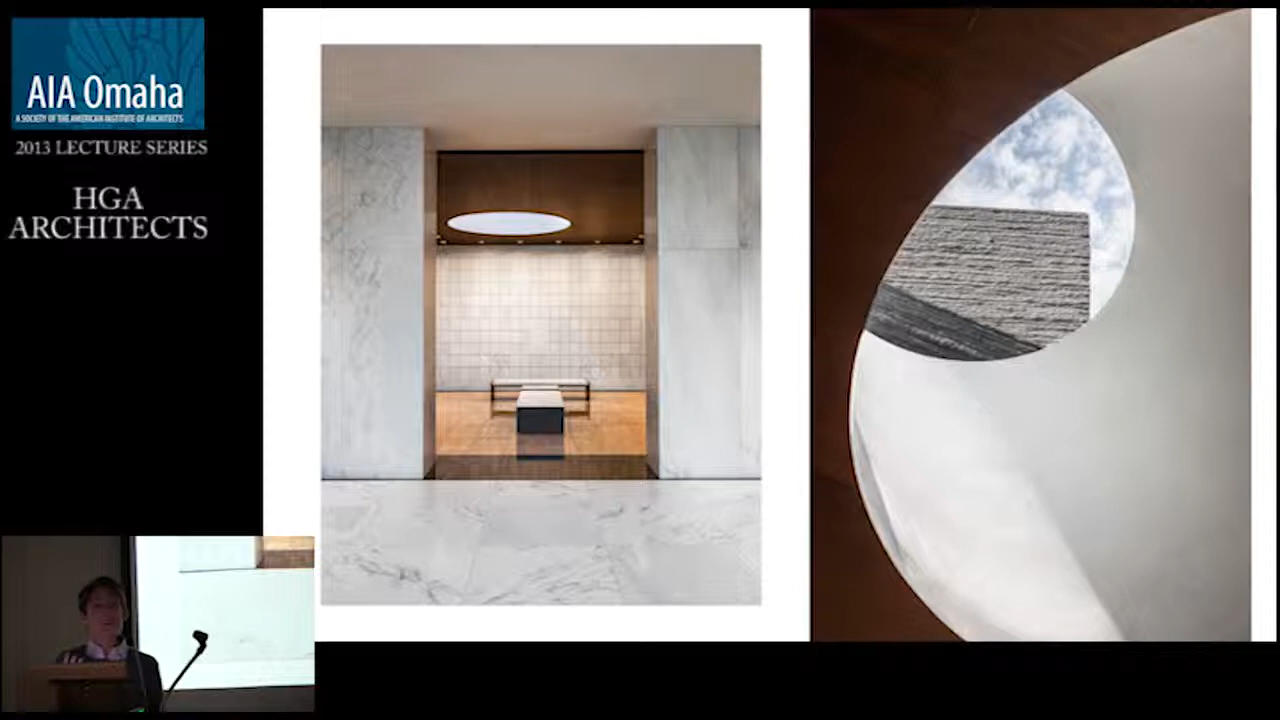 AIA Omaha
A SOCIETY OF THE AMERICAN INSTITUTE OF ARCHITECTS
2013 LECTURE SERIES
HGA
ARCHITECTS